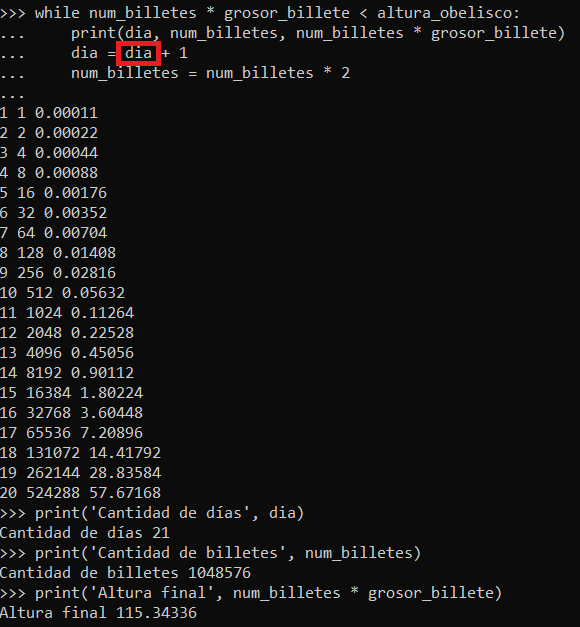 >>> while num_billetes * grosor_billete < altura_obelisco:
...     print(dia, num_billetes, num_billetes * grosor_billete)
...     dia = dia + 1
...     num_billetes = num_billetes * 2
...
1 1 0.00011
2 2 0.00022
3 4 0.00044
4 8 0.00088
5 16 0.00176
6 32 0.00352
7 64 0.00704
8 128 0.01408
9 256 0.02816
10 512 0.05632
11 1024 0.11264
12 2048 0.22528
13 4096 0.45056
14 8192 0.90112
15 16384 1.80224
16 32768 3.60448
17 65536 7.20896
18 131072 14.41792
19 262144 28.83584
20 524288 57.67168
>>> print('Cantidad de días', dia)
Cantidad de días 21
>>> print('Cantidad de billetes', num_billetes)
Cantidad de billetes 1048576
>>> print('Altura final', num_billetes * grosor_billete)
Altura final 115.34336